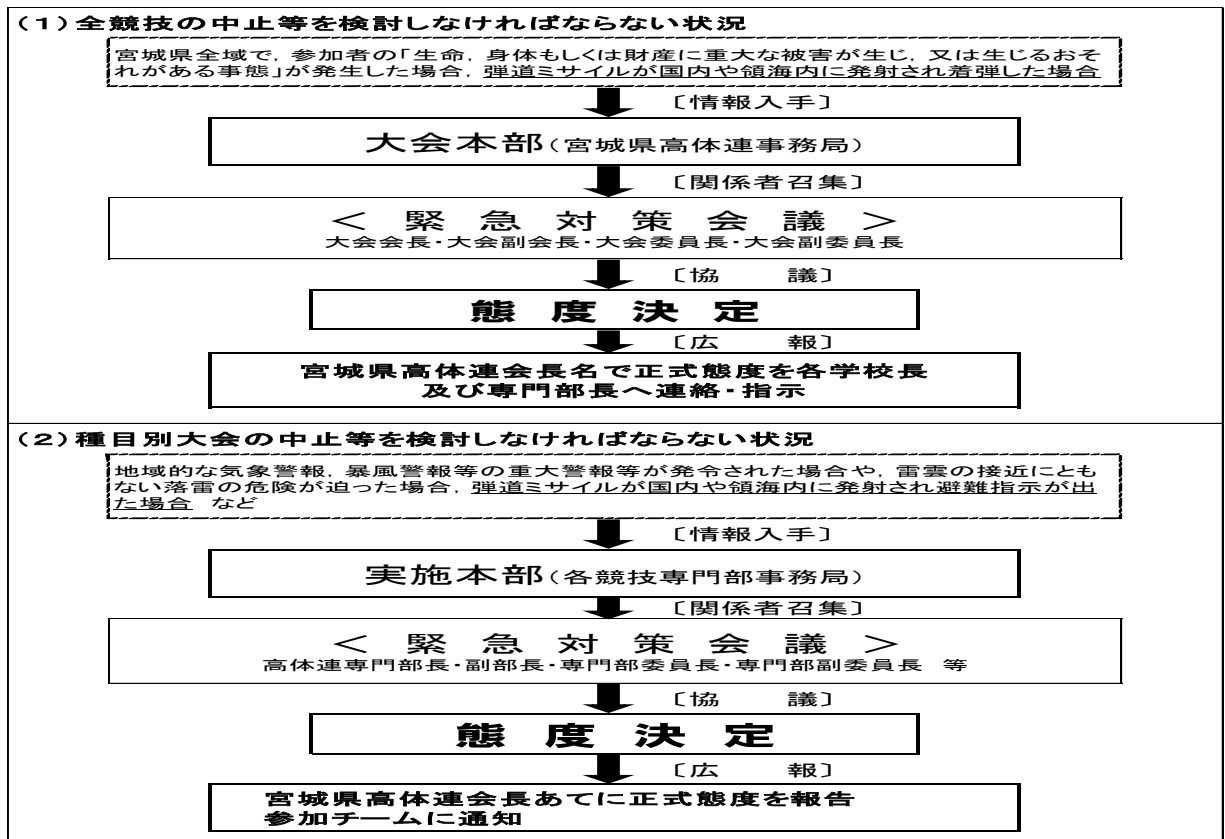 （１）全競技の中止等を検討しなければならない状況
宮城県全域で，参加者の「生命，身体もしくは財産に重大な被害が生じ，又は生じるおそ
れがある事態」が発生した場合，弾道ミサイルが国内や領海内に発射され着弾した場合
〔情報入手〕
大会本部（宮城県高体連事務局）
〔関係者召集〕
＜　緊　急　対　策　会　議　＞
大会会長・大会副会長・大会委員長・大会副委員長
〔協　　　議〕
態　度　決　定
〔広　　　報〕
宮城県高体連会長名で正式態度を各学校長
及び専門部長へ連絡・指示
（２）種目別大会の中止等を検討しなければならない状況
地域的な気象警報，暴風警報等の重大警報等が発令された場合や，雷雲の接近にとも
ない落雷の危険が迫った場合，弾道ミサイルが国内や領海内に発射され避難指示が出
た場合　など
〔情報入手〕
実施本部（各競技専門部事務局）
〔関係者召集〕
＜　緊　急　対　策　会　議　＞
高体連専門部長・副部長・専門部委員長・専門部副委員長　等
〔協　　　議〕
態　度　決　定
〔広　　　報〕
宮城県高体連会長あてに正式態度を報告
参加チームに通知